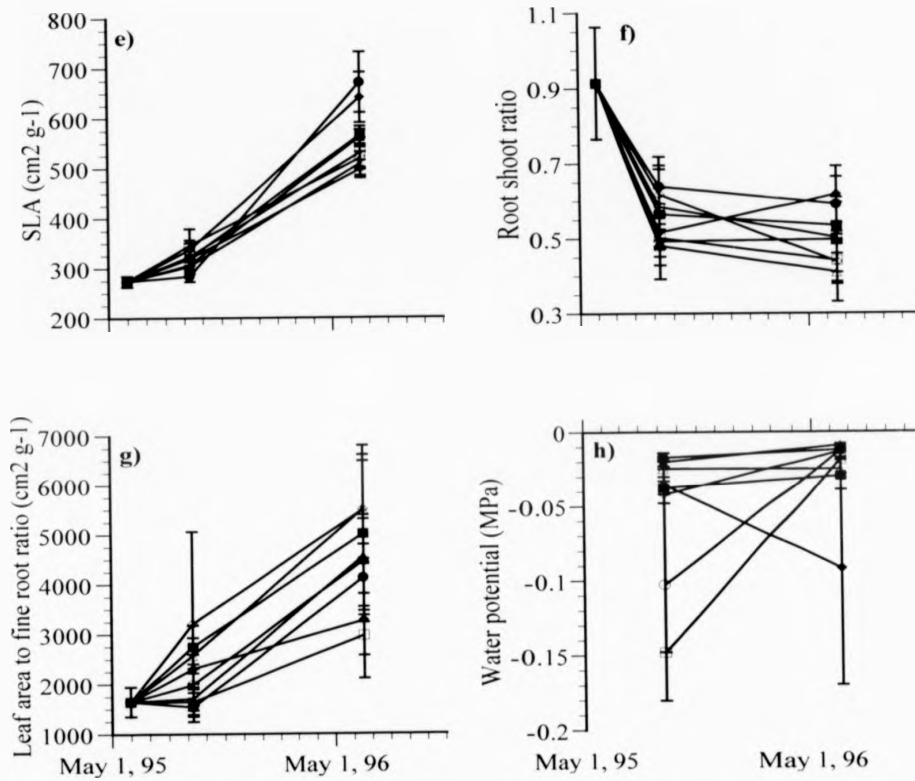 e)
SLA (cm2 g-1)
800
700
600
500
400
300
200
f)
Root shoot ratio
1.1
0.9
0.7
0.5
0.3
g)
Leaf area to fine root ratio (cm2 g-1)
7000
6000
5000
4000
3000
2000
1000
May 1, 95
May 1, 96
h)
Water potential (MPa)
0
-0.05
-0.1
-0.15
-0.2
May 1, 95
May 1, 96